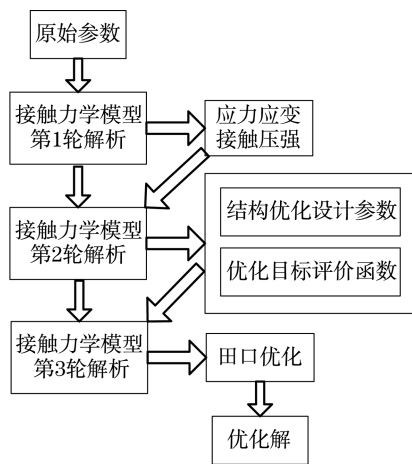 原始参数
接触力学模型
第1轮解析
应力应变
接触压强
接触力学模型
第2轮解析
结构优化设计参数
优化目标评价函数
接触力学模型
第3轮解析
田口优化
优化解